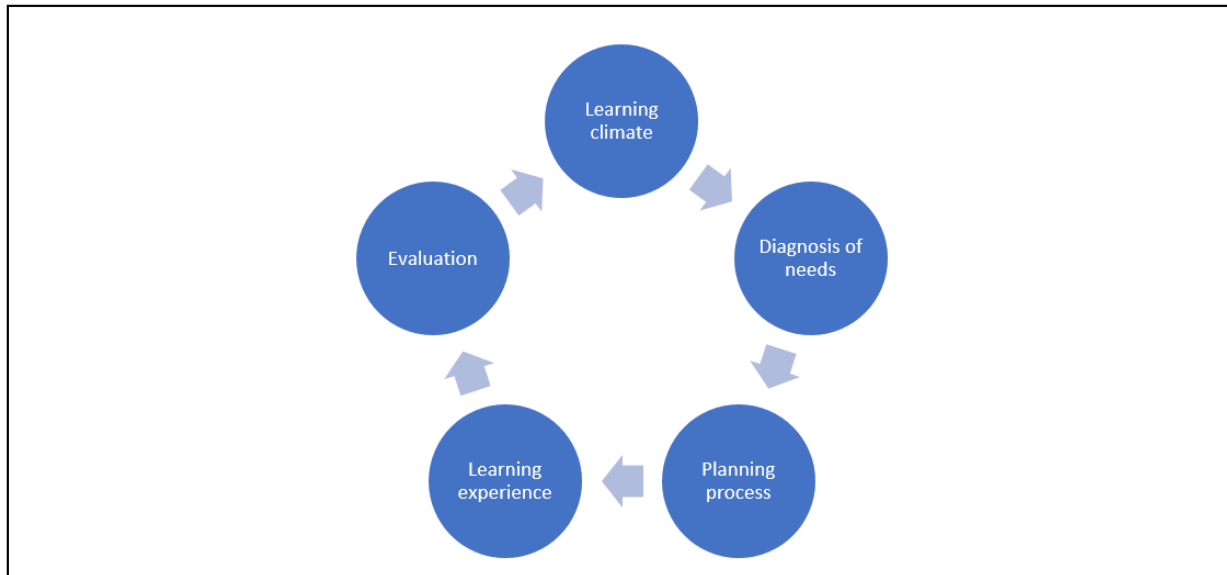 Learning
climate
Diagnosis of
needs
Planning
process
Learning
experience
Evaluation